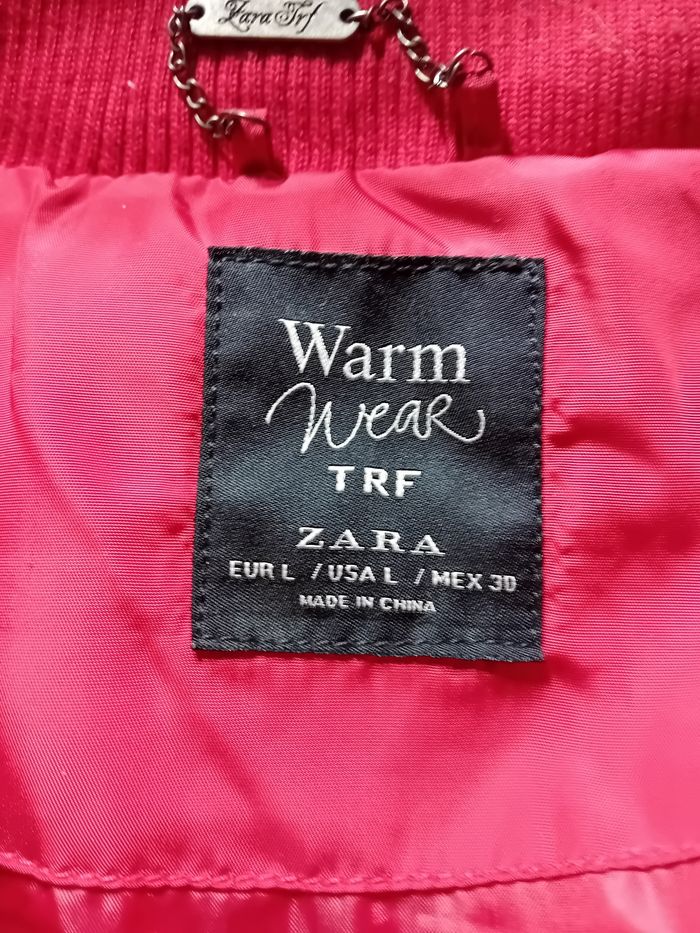 Zara Trf
Warm
Wear
TRF
ZARA
EUR L / USA L / MEX 30
MADE IN CHINA